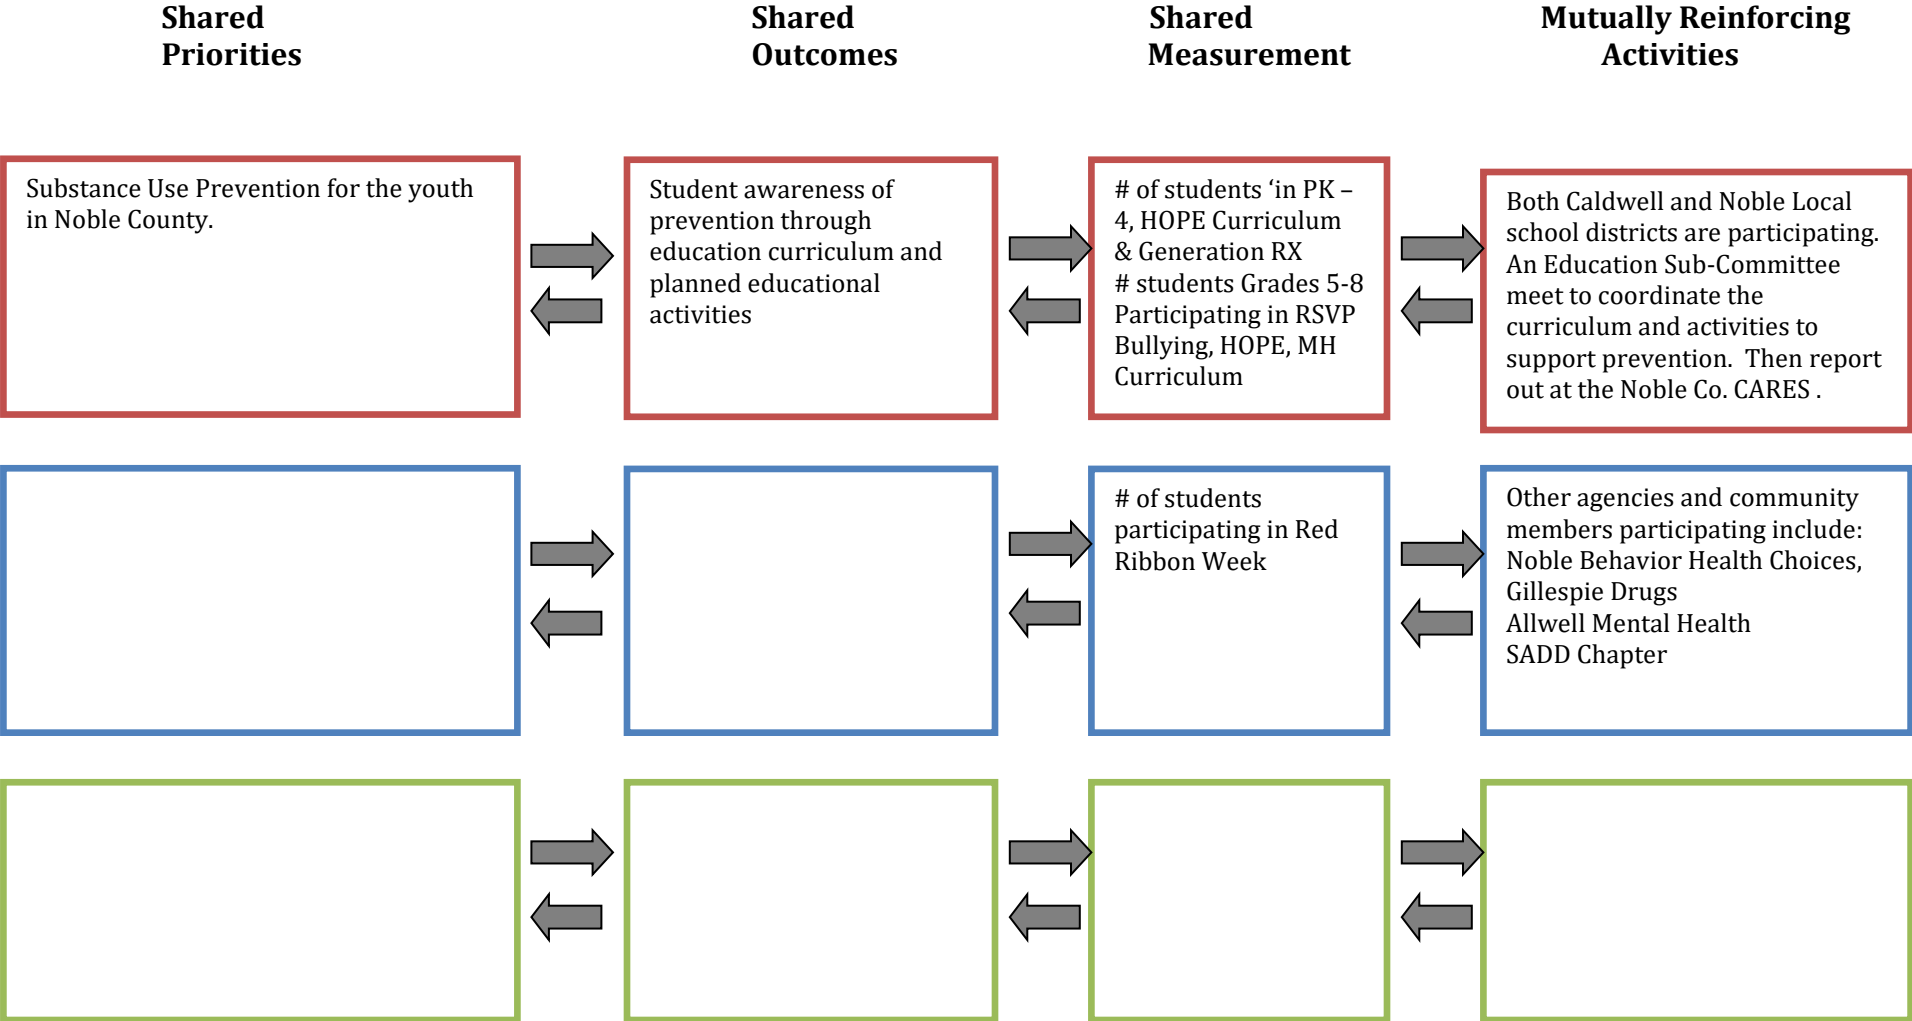 Shared
Priorities
Shared
Outcomes
Shared
Measurement
Mutually Reinforcing
Activities
Substance Use Prevention for the youth
in Noble County.
Student awareness of
prevention through
education curriculum and
planned educational
activities
# of students ‘in PK –
4, HOPE Curriculum
& Generation RX
# students Grades 5-8
Participating in RSVP
Bullying, HOPE, MH
Curriculum
Both Caldwell and Noble Local
school districts are participating.
An Education Sub-Committee
meet to coordinate the
curriculum and activities to
support prevention.  Then report
out at the Noble Co. CARES .
# of students
participating in Red
Ribbon Week
Other agencies and community
members participating include:
Noble Behavior Health Choices,
Gillespie Drugs
Allwell Mental Health
SADD Chapter